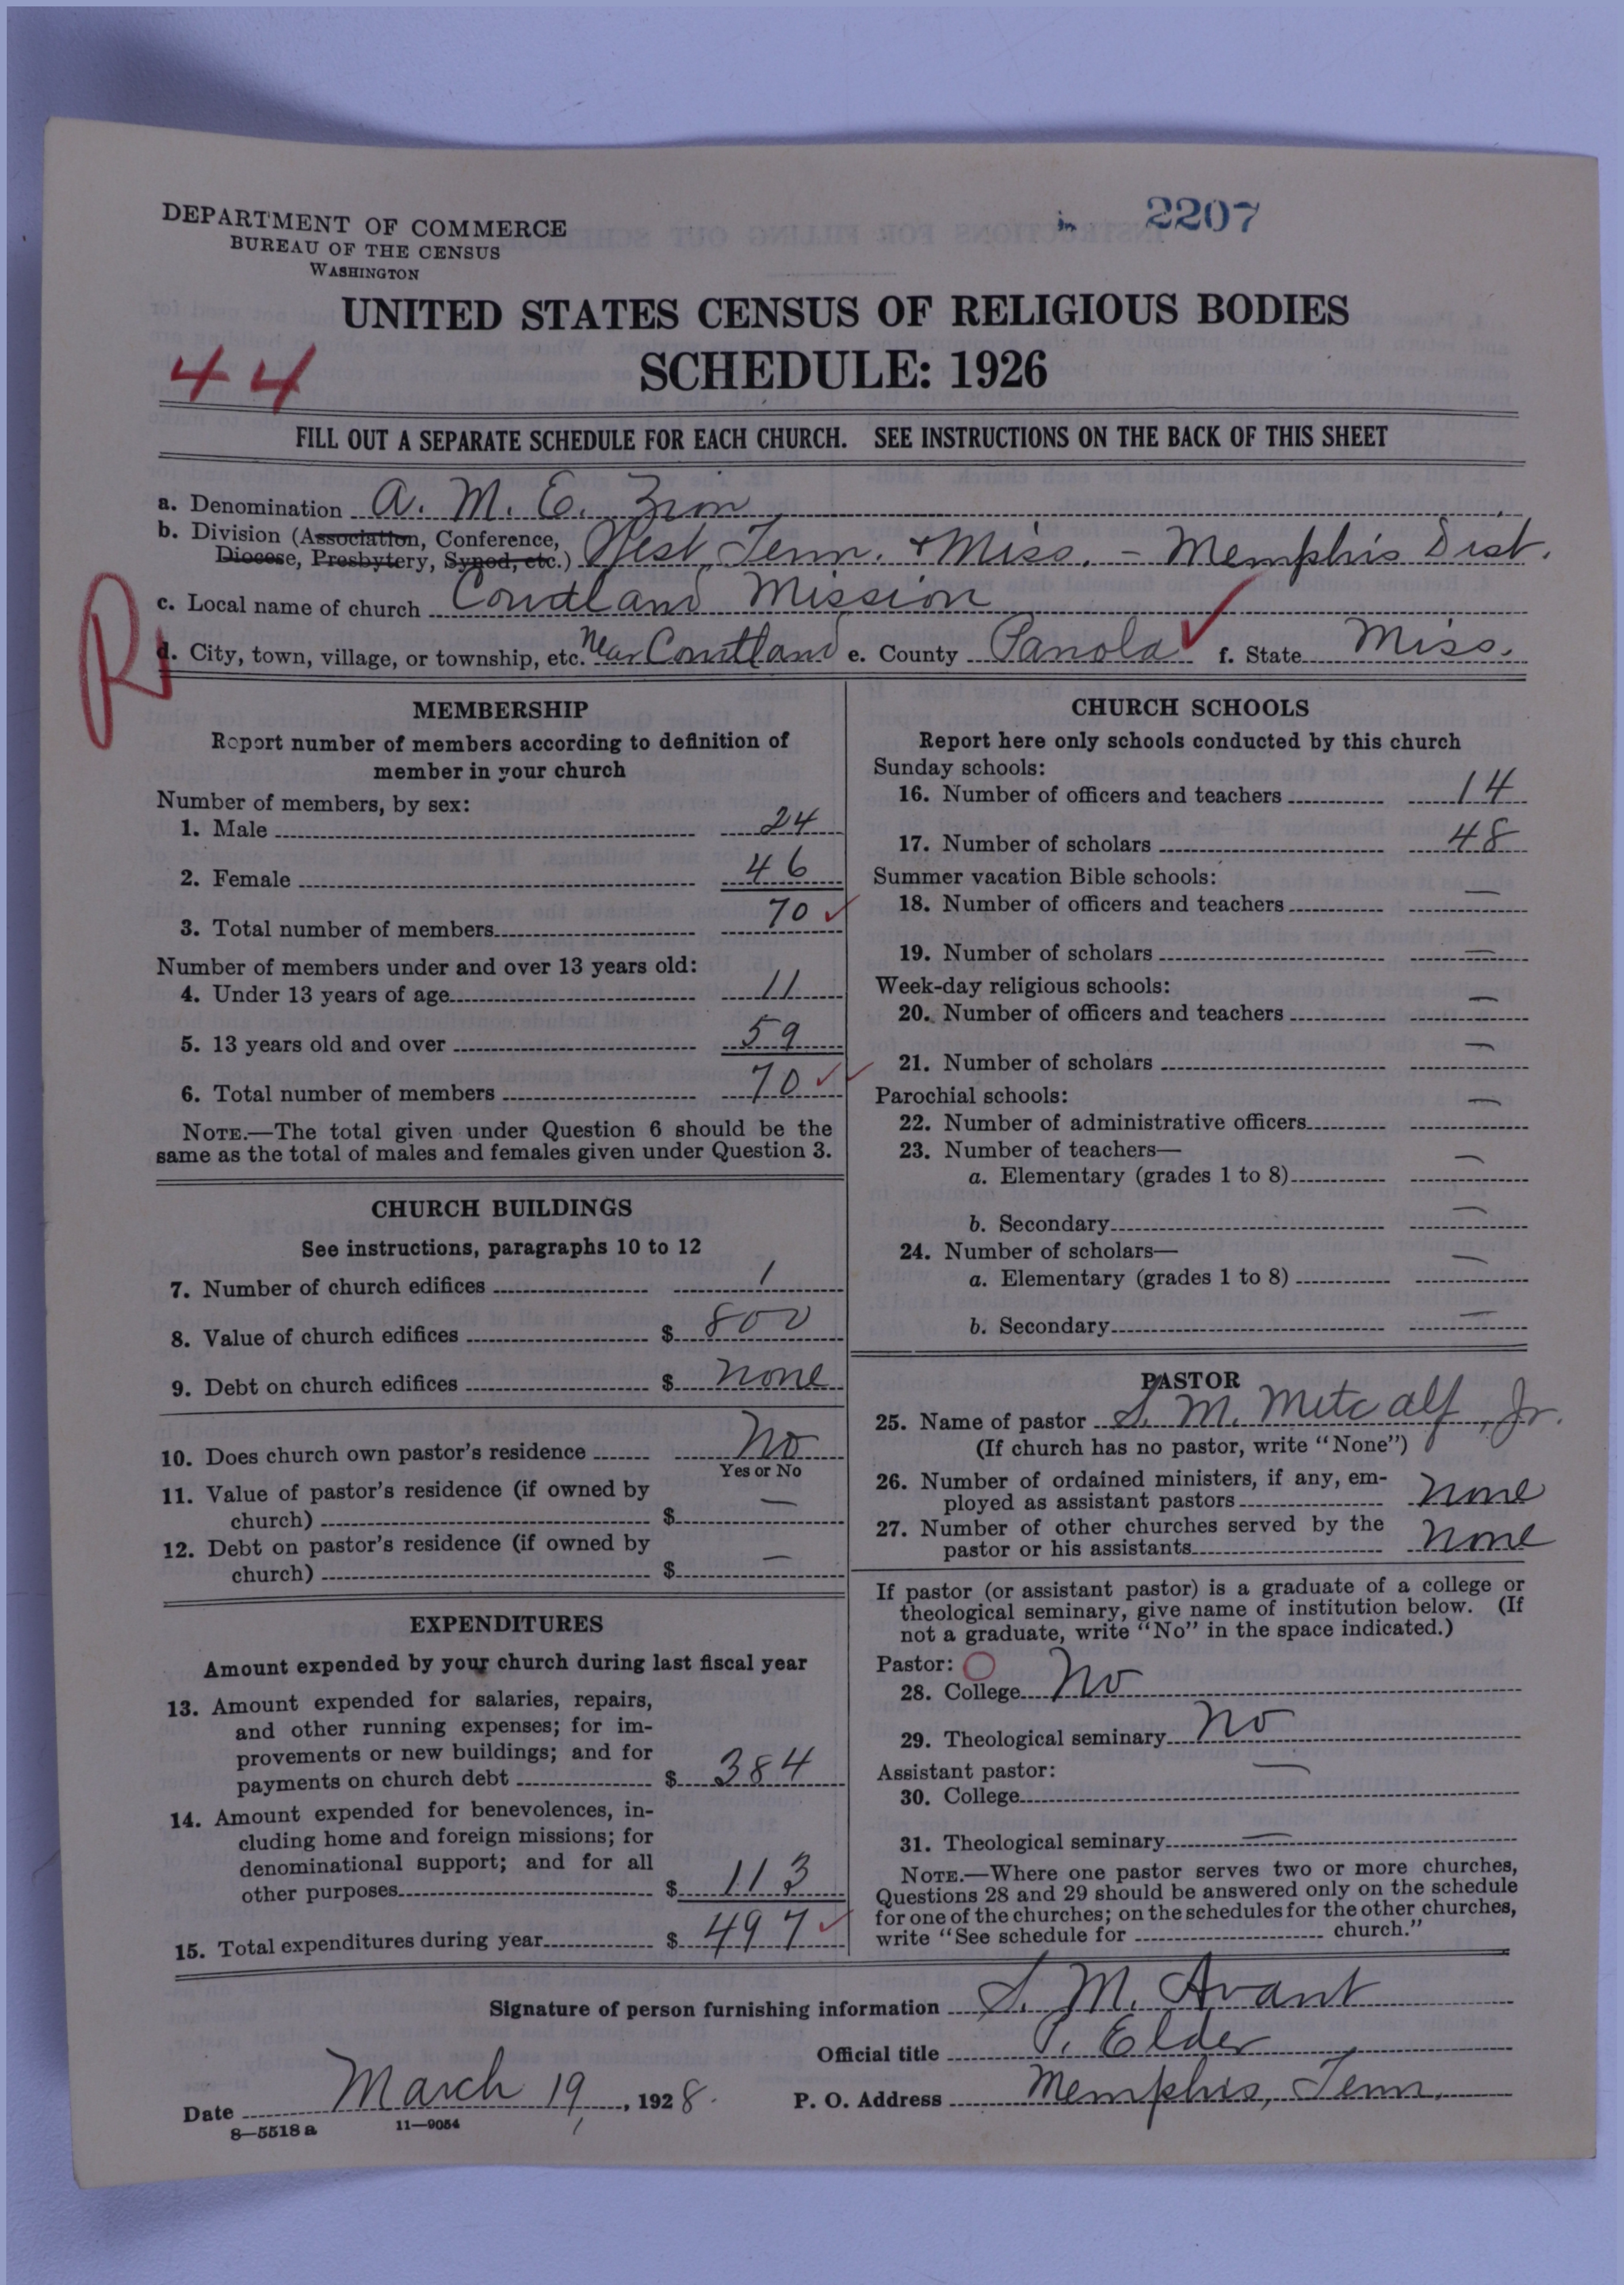 DEPARTMENT OF COMMERCE
BUREAU OF THE CENSUS
WASHINGTON
in 2207
UNITED STATES CENSUS OF RELIGIOUS BODIES
SCHEDULE: 1926
44
FILL OUT A SEPARATE SCHEDULE FOR EACH CHURCH. SEE INSTRUCTIONS ON THE BACK OF THIS SHEET
a. Denomination A. M. E. Zion
b. Division (Association, Conference,
Diocese, Presbytery, Synod, etc.) West Tenn. + Miss. - Memphis Dist.
c. Local name of church Courtland Mission
R
d. City, town, village, or township, etc. Near Courtland e. County Panola f. State Miss.
MEMBERSHIP
Report number of members according to definition of
member in your church
Number of members, by sex:
1. Male 24
2. Female 46
3. Total number of members 70
Number of members under and over 13 years old:
4. Under 13 years of age 11
5. 13 years old and over 59
6. Total number of members 70
NOTE.—The total given under Question 6 should be the
same as the total of males and females given under Question 3.
CHURCH BUILDINGS
See instructions, paragraphs 10 to 12
7. Number of church edifices 1
8. Value of church edifices $ 800
9. Debt on church edifices $ None
10. Does church own pastor's residence No
Yes or No
11. Value of pastor's residence (if owned by
church) $ —
12. Debt on pastor's residence (if owned by
church) $ —
EXPENDITURES
Amount expended by your church during last fiscal year
13. Amount expended for salaries, repairs,
and other running expenses; for im-
provements or new buildings; and for
payments on church debt $ 384
14. Amount expended for benevolences, in-
cluding home and foreign missions; for
denominational support; and for all
other purposes $ 113
15. Total expenditures during year $ 497
CHURCH SCHOOLS
Report here only schools conducted by this church
Sunday schools:
16. Number of officers and teachers 14
17. Number of scholars 48
Summer vacation Bible schools:
18. Number of officers and teachers —
19. Number of scholars —
Week-day religious schools:
20. Number of officers and teachers —
21. Number of scholars —
Parochial schools:
22. Number of administrative officers —
23. Number of teachers—
a. Elementary (grades 1 to 8) —
b. Secondary —
24. Number of scholars—
a. Elementary (grades 1 to 8) —
b. Secondary —
PASTOR
25. Name of pastor S. M. Metcalf, Jr.
(If church has no pastor, write "None")
26. Number of ordained ministers, if any, em-
ployed as assistant pastors None
27. Number of other churches served by the
pastor or his assistants None
If pastor (or assistant pastor) is a graduate of a college or
theological seminary, give name of institution below. (If
not a graduate, write "No" in the space indicated.)
Pastor:
28. College No
29. Theological seminary No
Assistant pastor:
30. College —
31. Theological seminary —
NOTE.—Where one pastor serves two or more churches,
Questions 28 and 29 should be answered only on the schedule
for one of the churches; on the schedules for the other churches,
write "See schedule for church."
Signature of person furnishing information S. M. Avant
Official title P. Elder
Date March 19, 1928. P. O. Address Memphis, Tenn.
8—5518 a 11—9054